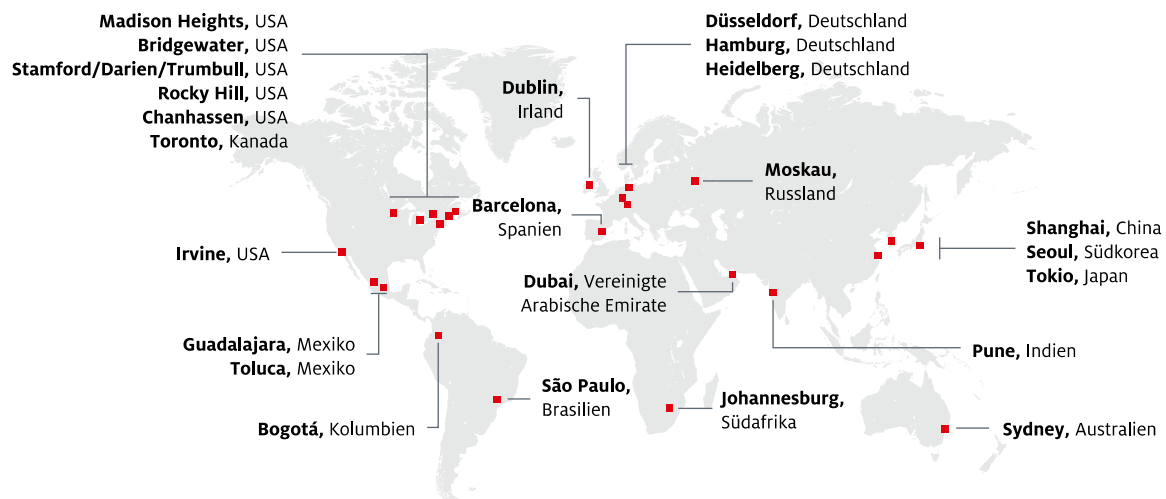 Madison Heights, USA
Bridgewater, USA
Stamford/Darien/Trumbull, USA
Rocky Hill, USA
Chanhassen, USA
Toronto, Kanada
Düsseldorf, Deutschland
Hamburg, Deutschland
Heidelberg, Deutschland
Dublin,
Irland
Moskau,
Russland
Barcelona,
Spanien
Irvine, USA
Shanghai, China
Seoul, Südkorea
Tokio, Japan
Dubai, Vereinigte
Arabische Emirate
Guadalajara, Mexiko
Toluca, Mexiko
Pune, Indien
São Paulo,
Brasilien
Johannesburg,
Südafrika
Bogotá, Kolumbien
Sydney, Australien